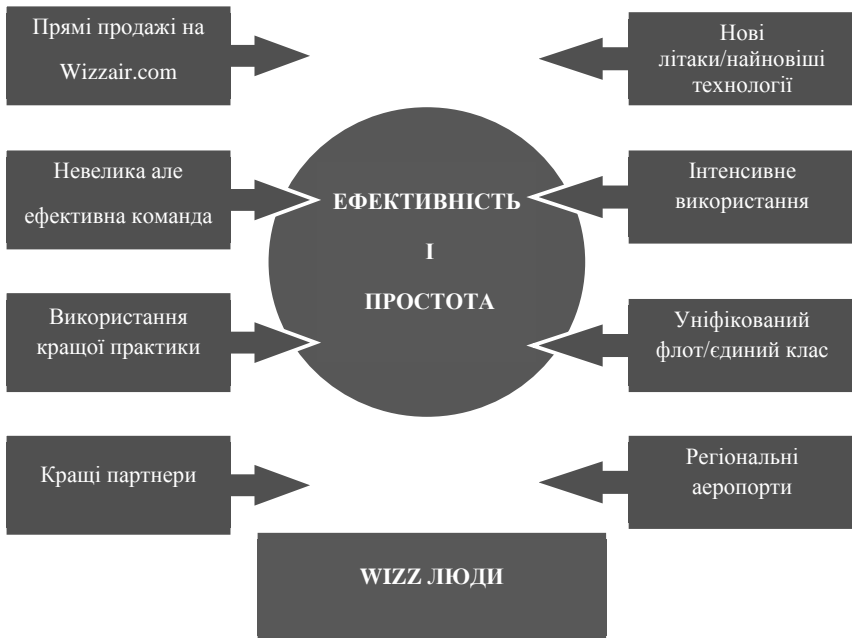 Прямі продажі на
Wizzair.com
Нові
літаки/найновіші
технології
Невелика але
ефективна команда
Інтенсивне
використання
ЕФЕКТИВНІСТЬ
І
ПРОСТОТА
Використання
кращої практики
Уніфікований
флот/єдиний клас
Кращі партнери
Регіональні
аеропорти
WIZZ ЛЮДИ